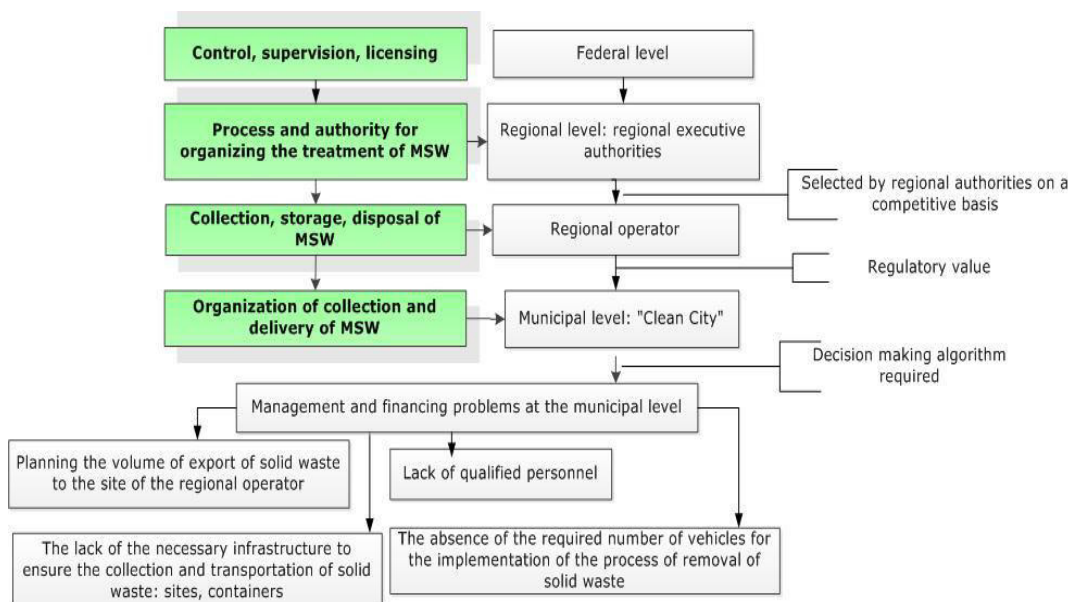 Control, supervision, licensing
Federal level
Process and authority for
organizing the treatment of MSW
Regional level: regional executive
authorities
Selected by regional authorities on a
competitive basis
Collection, storage, disposal of
MSW
Regional operator
Regulatory value
Organization of collection and
delivery of MSW
Municipal level: "Clean City"
Decision making algorithm
required
Management and financing problems at the municipal level
Planning the volume of export of solid waste
to the site of the regional operator
Lack of qualified personnel
The lack of the necessary infrastructure to
ensure the collection and transportation of solid
waste: sites, containers
The absence of the required number of vehicles for
the implementation of the process of removal of
solid waste